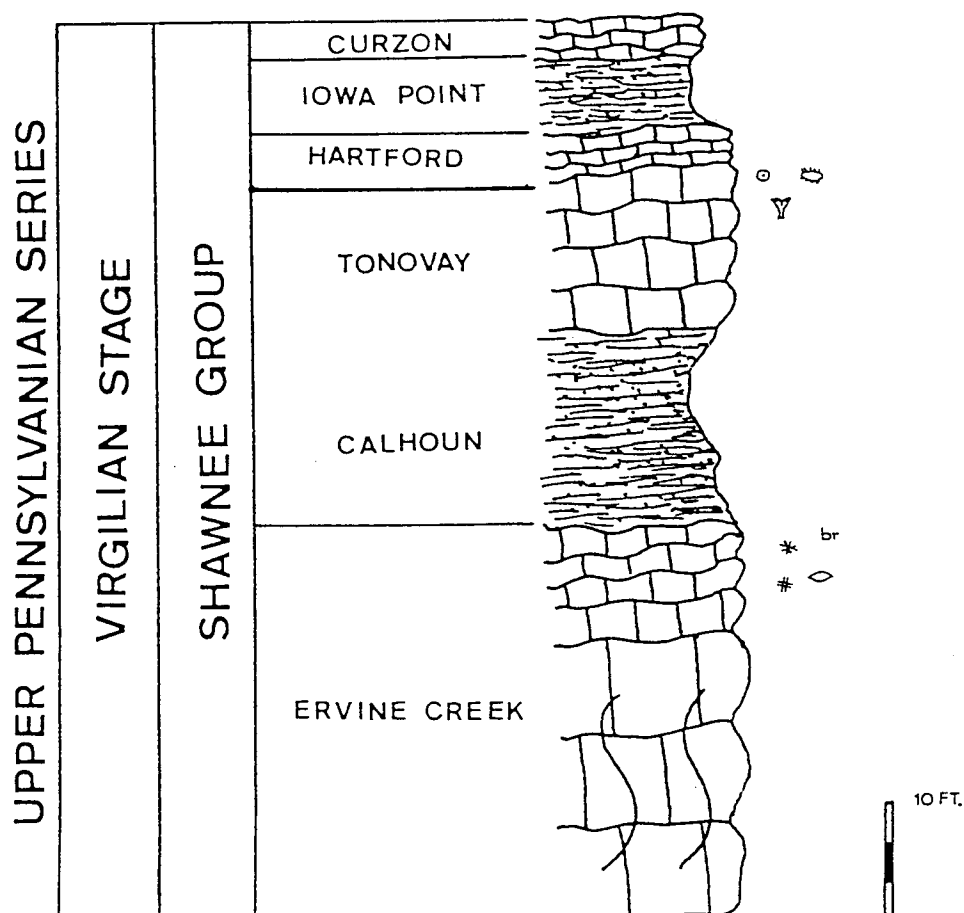 UPPER PENNSYLVANIAN SERIES
VIRGILIAN STAGE
SHAWNEE GROUP
CURZON
IOWA POINT
HARTFORD
TONOVAY
CALHOUN
ERVINE CREEK
br
10 FT.